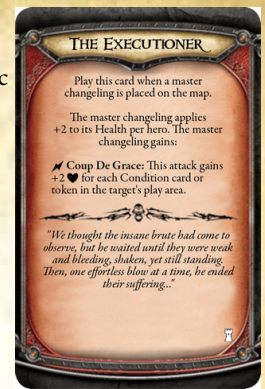 THE EXECUTIONER
c
Play this card when a master
changeling is placed on the map.
The master changeling applies
+2 to its Health per hero. The master
changeling gains:
Coup De Grace: This attack gains
+2 ♥ for each Condition card or
token in the target's play area.
"We thought the insane brute had come to
observe, but he waited until they were weak
and bleeding, shaken, yet still standing.
Then, one effortless blow at a time, he ended
their suffering..."